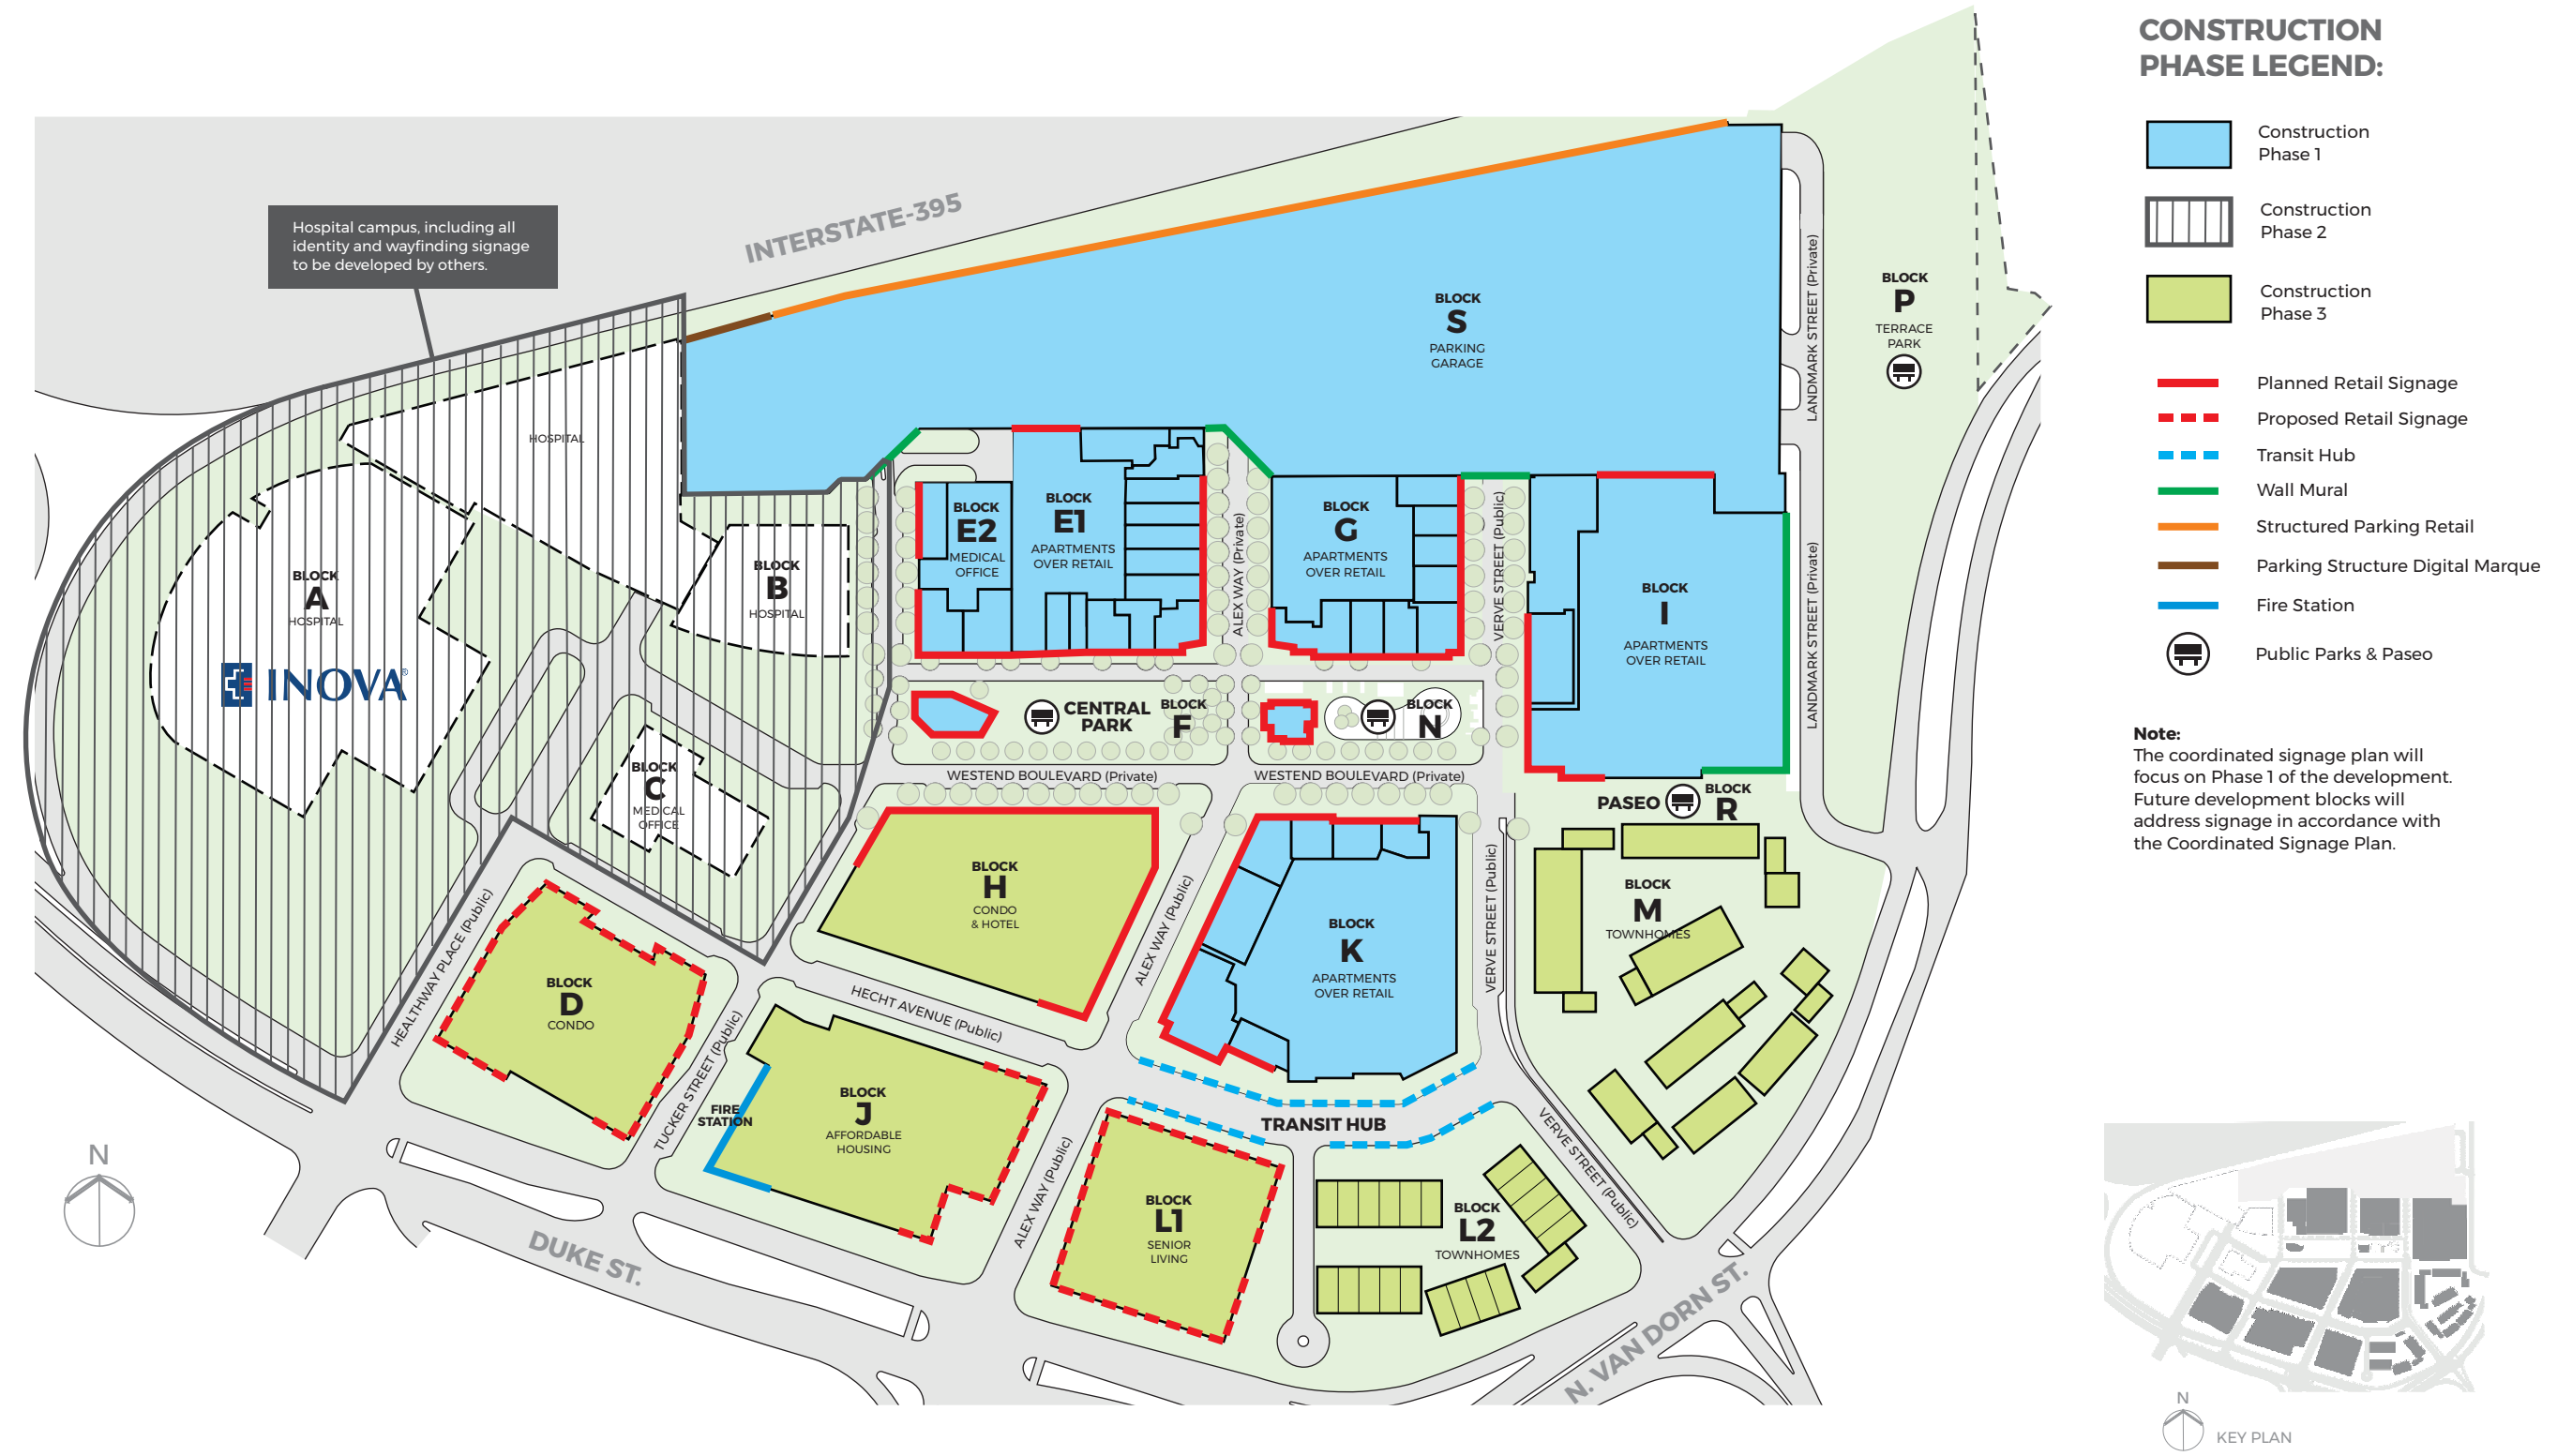 CONSTRUCTION
PHASE LEGEND:
Construction
Phase 1
Construction
Phase 2
Construction
Phase 3
Planned Retail Signage
Proposed Retail Signage
Transit Hub
Wall Mural
Structured Parking Retail
Parking Structure Digital Marque
Fire Station
Public Parks & Paseo
Note:
The coordinated signage plan will
focus on Phase 1 of the development.
Future development blocks will
address signage in accordance with
the Coordinated Signage Plan.
INTERSTATE-395
Hospital campus, including all
identity and wayfinding signage
to be developed by others.
BLOCK
S
PARKING
GARAGE
BLOCK
P
TERRACE
PARK
LANDMARK STREET (Private)
LANDMARK STREET (Private)
HOSPITAL
BLOCK
A
HOSPITAL
INOVA®
BLOCK
B
HOSPITAL
BLOCK
C
MEDICAL
OFFICE
BLOCK
E2
MEDICAL
OFFICE
BLOCK
E1
APARTMENTS
OVER RETAIL
ALEX WAY (Private)
BLOCK
G
APARTMENTS
OVER RETAIL
VERVE STREET (Public)
BLOCK
I
APARTMENTS
OVER RETAIL
CENTRAL
PARK
BLOCK
F
BLOCK
N
WESTEND BOULEVARD (Private)
WESTEND BOULEVARD (Private)
PASEO
BLOCK
R
BLOCK
H
CONDO
& HOTEL
ALEX WAY (Public)
BLOCK
K
APARTMENTS
OVER RETAIL
VERVE STREET (Public)
BLOCK
M
TOWNHOMES
HEALTHWAY PLACE (Public)
BLOCK
D
CONDO
TUCKER STREET (Public)
HECHT AVENUE (Public)
FIRE
STATION
BLOCK
J
AFFORDABLE
HOUSING
ALEX WAY (Public)
TRANSIT HUB
VERVE STREET (Public)
BLOCK
L1
SENIOR
LIVING
BLOCK
L2
TOWNHOMES
DUKE ST.
N. VAN DORN ST.
N
N
KEY PLAN